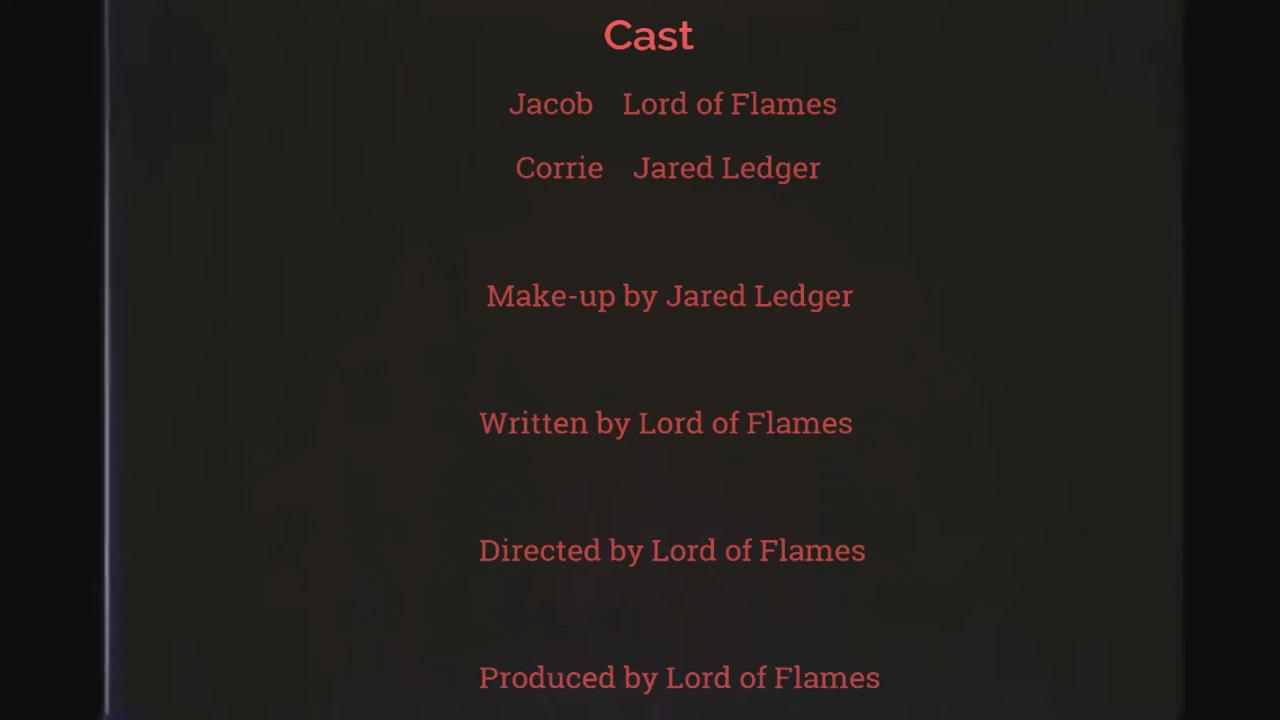 Cast
Jacob Lord of Flames
Corrie Jared Ledger
Make-up by Jared Ledger
Written by Lord of Flames
Directed by Lord of Flames
Produced by Lord of Flames